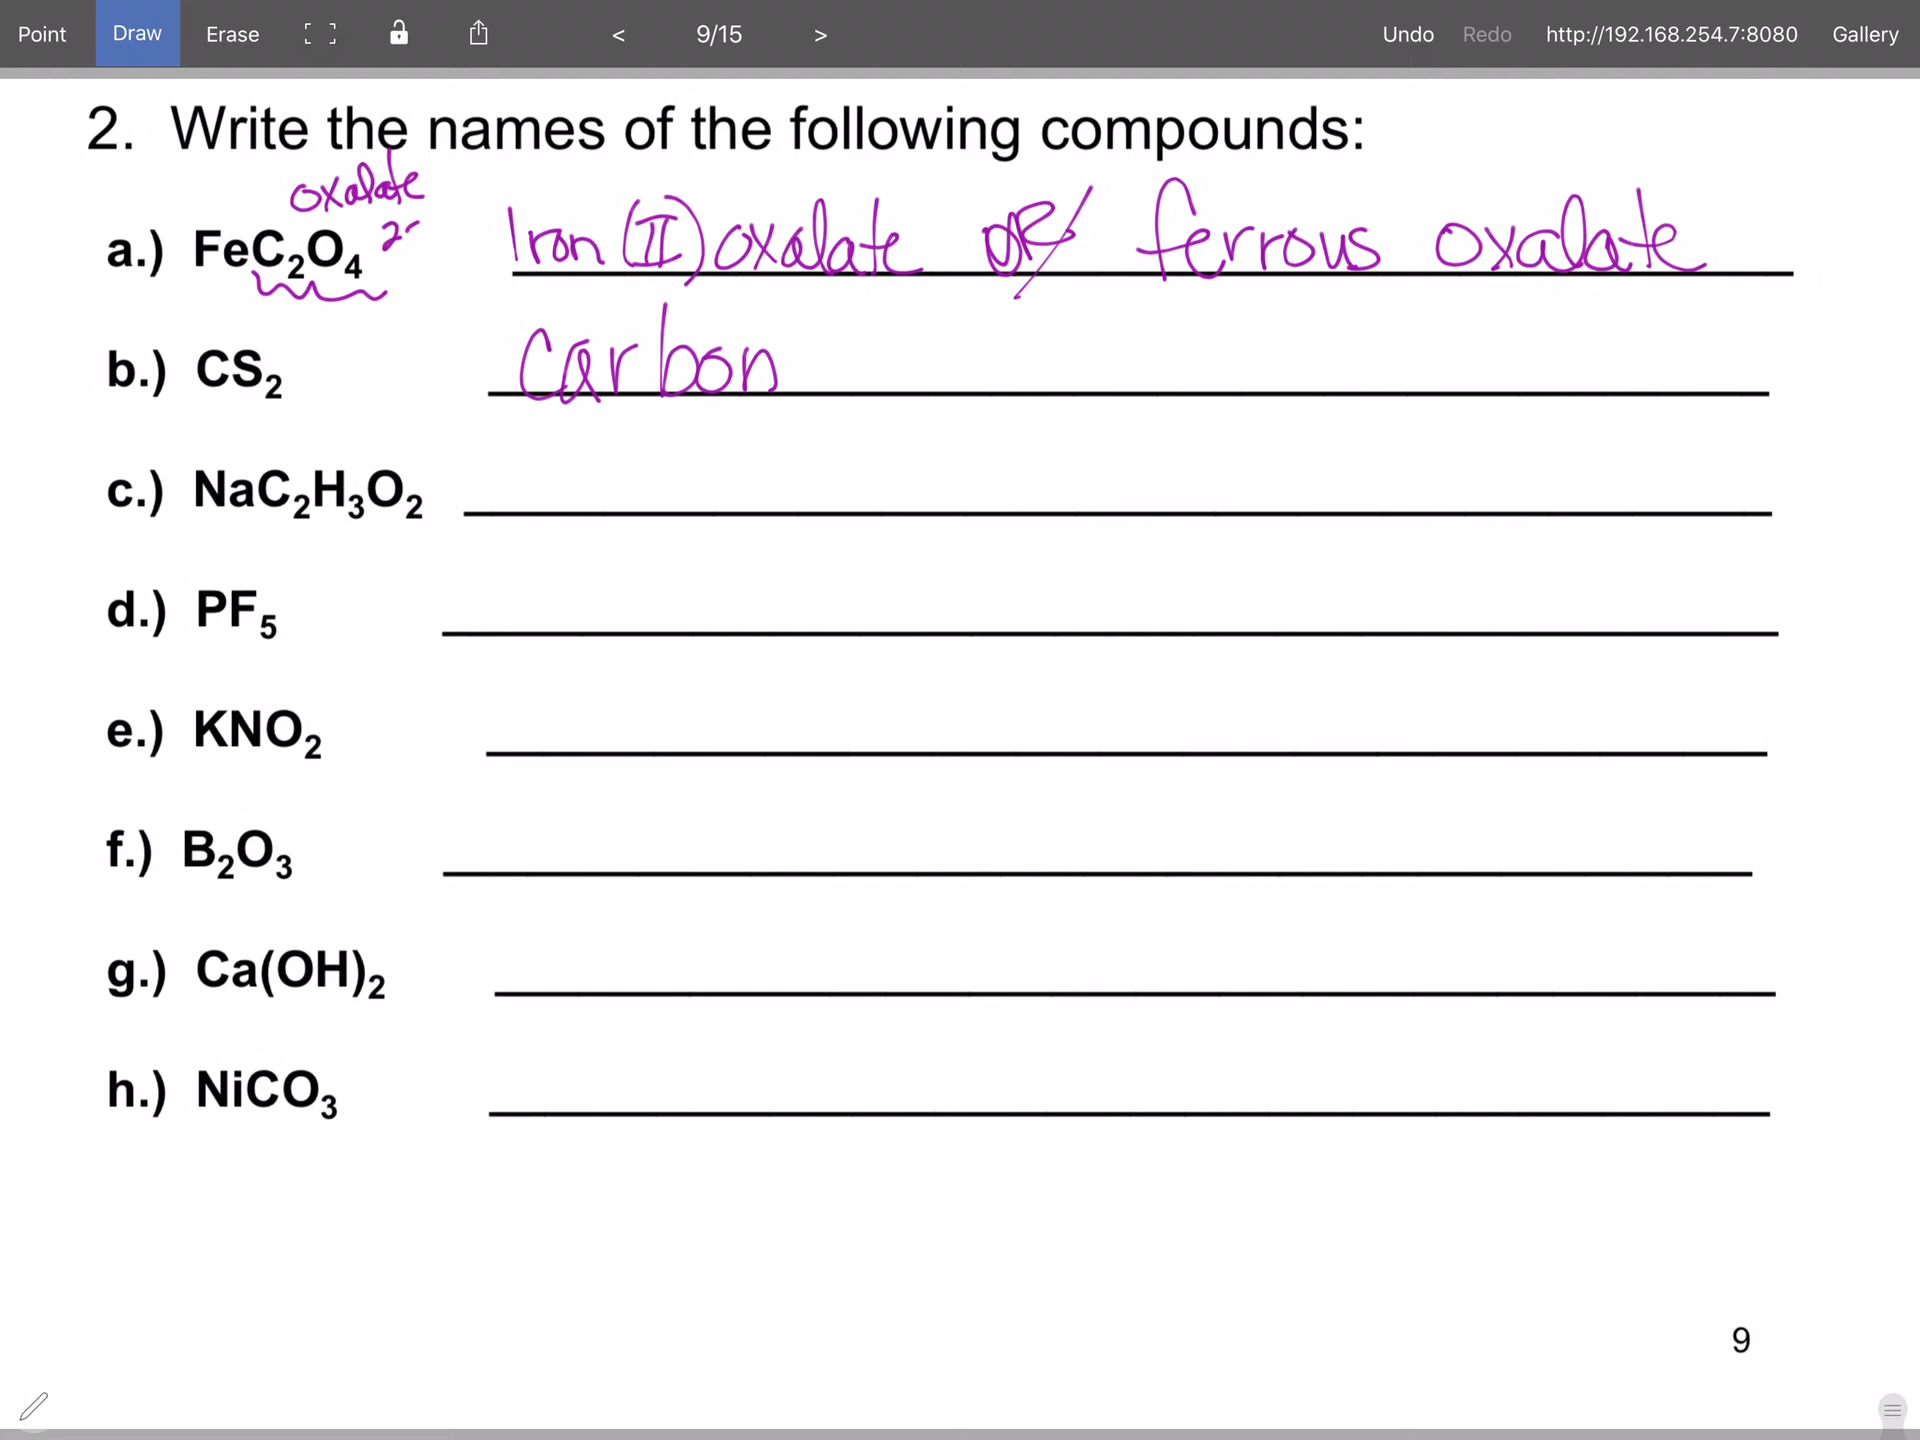 Point Draw Erase < 9/15 > Undo Redo http://192.168.254.7:8080 Gallery
2. Write the names of the following compounds:
oxalate
a.) FeC₂O₄ 2- Iron (II) oxalate OR/ ferrous oxalate
b.) CS₂ Carbon
c.) NaC₂H₃O₂
d.) PF₅
e.) KNO₂
f.) B₂O₃
g.) Ca(OH)₂
h.) NiCO₃
9